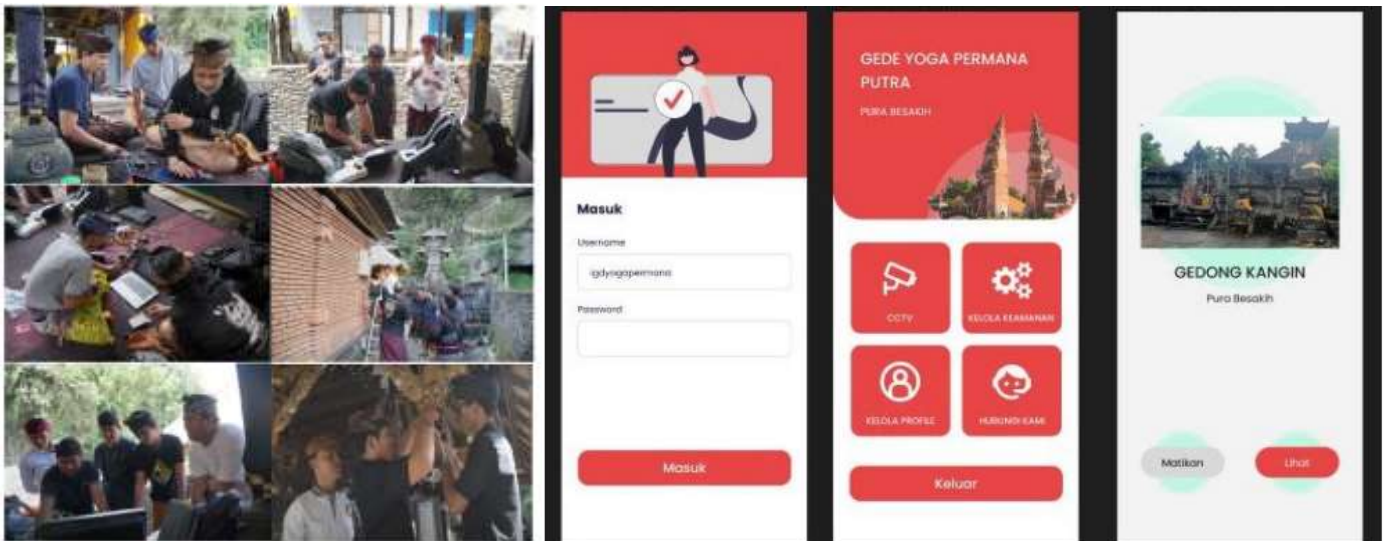 Masuk
Username
igdyogapermana
Password
Masuk
GEDE YOGA PERMANA
PUTRA
PURA BESAKIH
CCTV
KELOLA KEAMANAN
KELOLA PROFILE
HUBUNGI KAMI
Keluar
GEDONG KANGIN
Pura Besakih
Matikan
Lihat